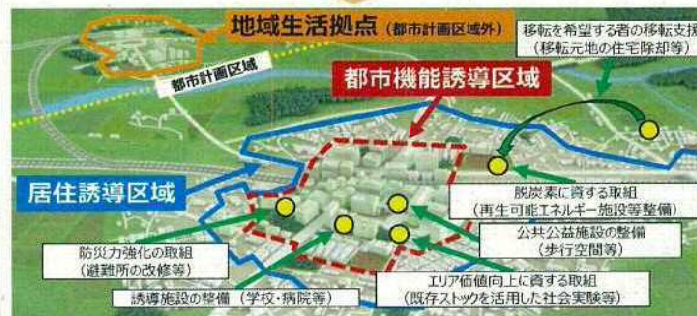 地域生活拠点（都市計画区域外）
移転を希望する者の移転支援
（移転元地の住宅除却等）
都市計画区域
都市機能誘導区域
居住誘導区域
脱炭素に資する取組
（再生可能エネルギー施設等整備）
公共公益施設の整備
（歩行空間等）
防災力強化の取組
（避難所の改修等）
エリア価値向上に資する取組
（既存ストックを活用した社会実験等）
誘導施設の整備（学校・病院等）